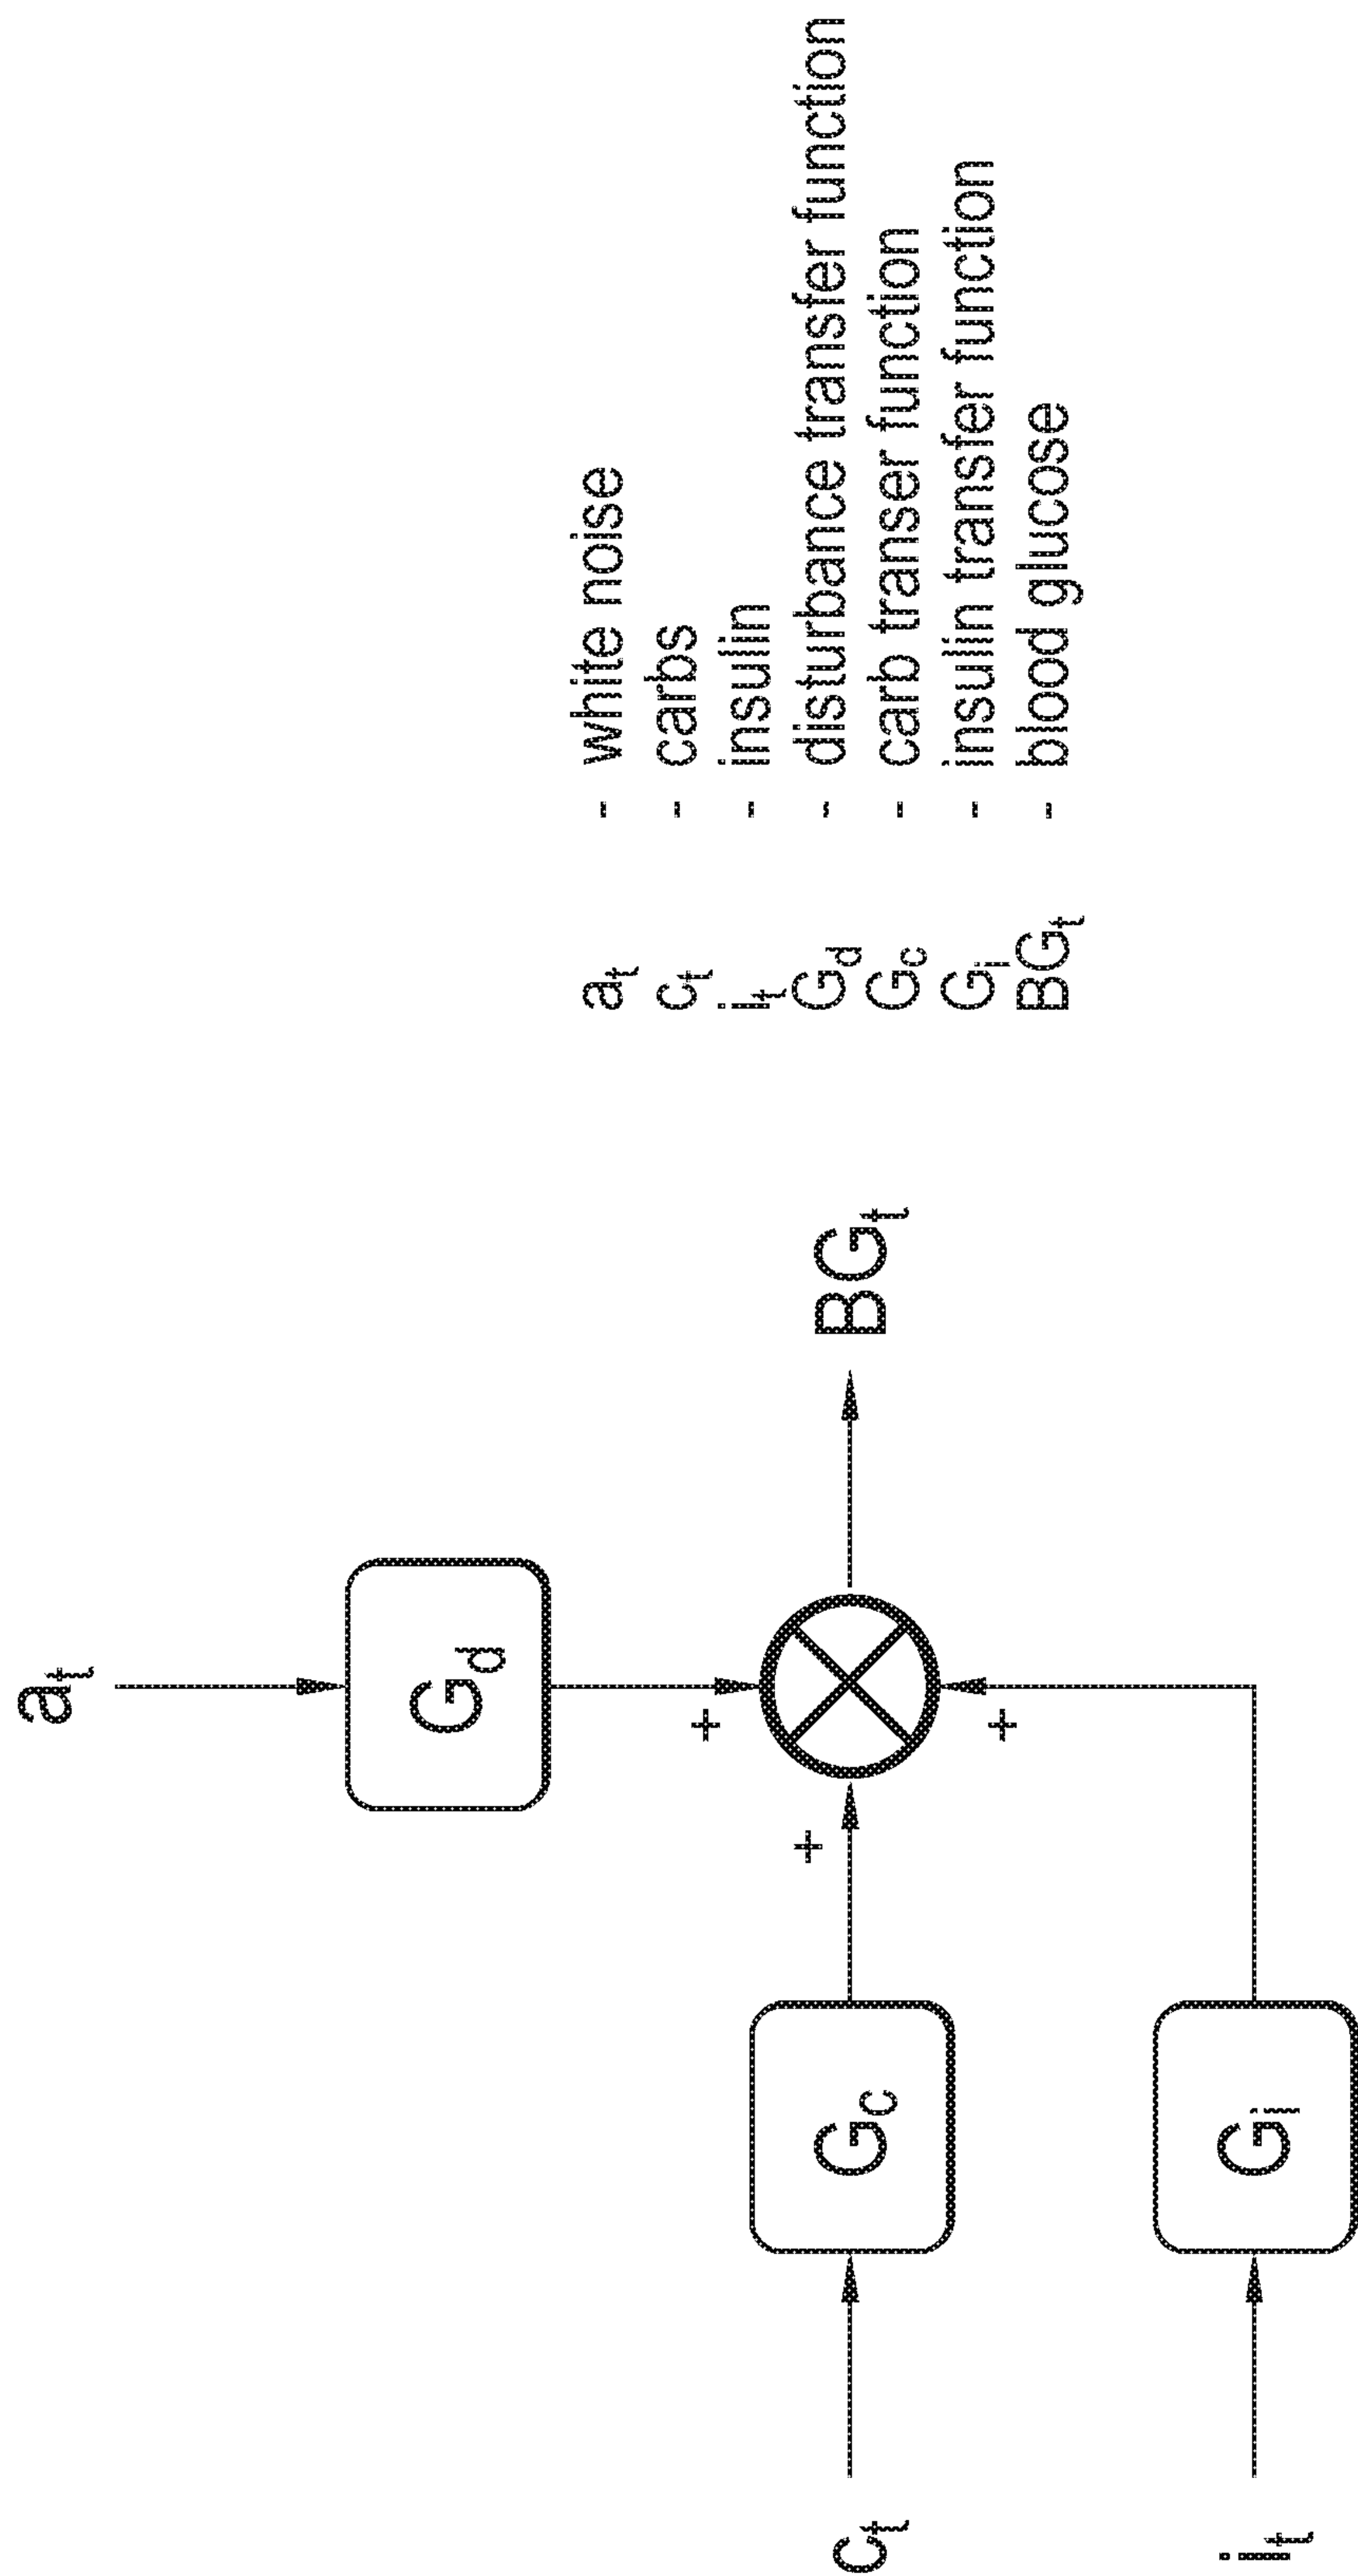 a_t
G_d
+
+
+
c_t
G_c
BG_t
i_t
G_i
a_t - white noise
c_t - carbs
i_t - insulin
G_d - disturbance transfer function
G_c - carb transer function
G_i - insulin transfer function
BG_t - blood glucose